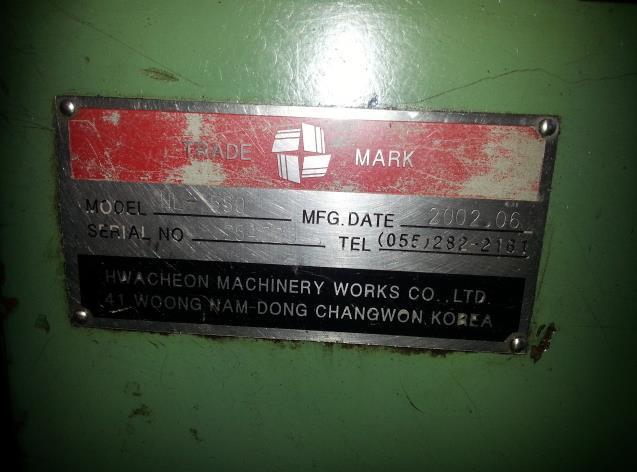 TRADE MARK
MODEL MFG. DATE 2002.06
SERIAL NO TEL (055)282-2181
HWACHEON MACHINERY WORKS CO., LTD.
41, WOONG NAM-DONG CHANGWON, KOREA